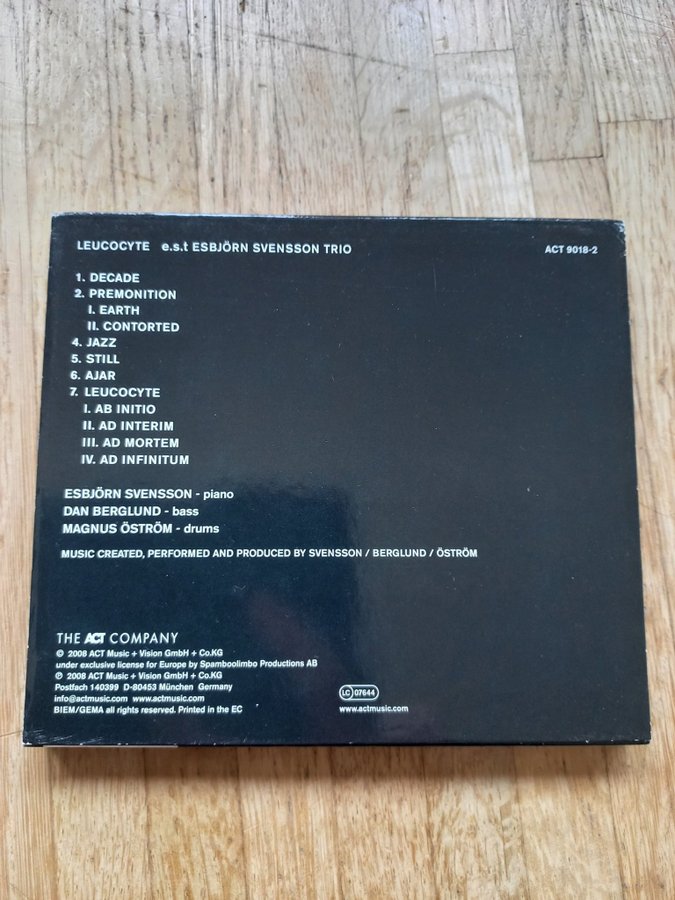 LEUCOCYTE e.s.t ESBJÖRN SVENSSON TRIO ACT 9018-2
1. DECADE
2. PREMONITION
I. EARTH
II. CONTORTED
4. JAZZ
5. STILL
6. AJAR
7. LEUCOCYTE
I. AB INITIO
II. AD INTERIM
III. AD MORTEM
IV. AD INFINITUM
ESBJÖRN SVENSSON - piano
DAN BERGLUND - bass
MAGNUS ÖSTRÖM - drums
MUSIC CREATED, PERFORMED AND PRODUCED BY SVENSSON / BERGLUND / ÖSTRÖM
THE ACT COMPANY
© 2008 ACT Music + Vision GmbH + Co.KG
under exclusive license for Europe by Spamboolimbo Productions AB
℗ 2008 ACT Music + Vision GmbH + Co.KG
Postfach 140399 D-80453 München Germany
info@actmusic.com www.actmusic.com
BIEM/GEMA all rights reserved. Printed in the EC
LC 07644
www.actmusic.com